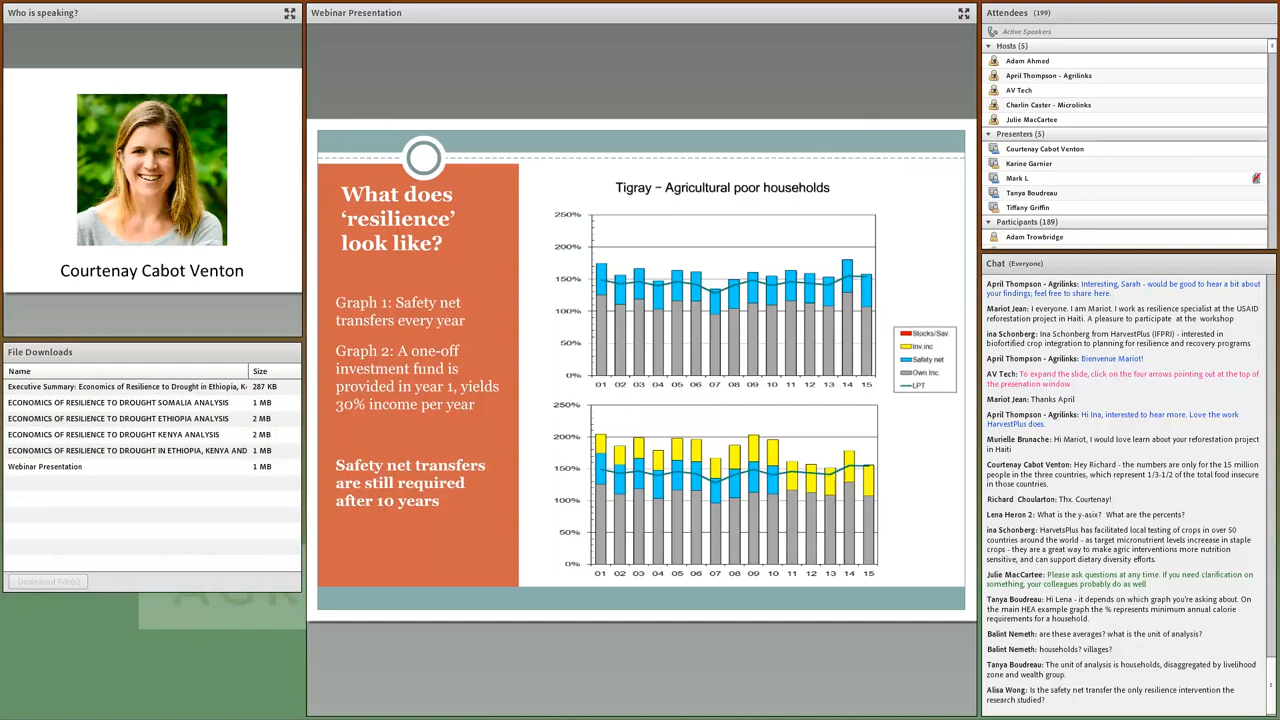 Who is speaking?
Courtenay Cabot Venton
File Downloads
Name Size
Executive Summary: Economics of Resilience to Drought in Ethiopia, Ke 287 KB
ECONOMICS OF RESILIENCE TO DROUGHT SOMALIA ANALYSIS 1 MB
ECONOMICS OF RESILIENCE TO DROUGHT ETHIOPIA ANALYSIS 2 MB
ECONOMICS OF RESILIENCE TO DROUGHT KENYA ANALYSIS 2 MB
ECONOMICS OF RESILIENCE TO DROUGHT IN ETHIOPIA, KENYA AND 1 MB
Webinar Presentation 1 MB
Download File(s)
Webinar Presentation
What does
‘resilience’
look like?
Graph 1: Safety net
transfers every year
Graph 2: A one-off
investment fund is
provided in year 1, yields
30% income per year
Safety net transfers
are still required
after 10 years
Tigray – Agricultural poor households
250%
200%
150%
100%
50%
0%
01 02 03 04 05 06 07 08 09 10 11 12 13 14 15
Stocks/Sav.
Inv.inc
Safety net
Own Inc.
LPT
250%
200%
150%
100%
50%
0%
01 02 03 04 05 06 07 08 09 10 11 12 13 14 15
Attendees (199)
Active Speakers
Hosts (5)
Adam Ahmed
April Thompson - Agrilinks
AV Tech
Charlin Caster - Microlinks
Julie MacCartee
Presenters (5)
Courtenay Cabot Venton
Karine Garnier
Mark L
Tanya Boudreau
Tiffany Griffin
Participants (189)
Adam Trowbridge
Chat (Everyone)
April Thompson - Agrilinks: Interesting, Sarah - would be good to hear a bit about
your findings; feel free to share here.
Mariot Jean: I everyone. I am Mariot. I work as resilience specialist at the USAID
reforestation project in Haiti. A pleasure to participate at the workshop
ina Schonberg: Ina Schonberg from HarvestPlus (IFPRI) - interested in
biofortified crop integration to planning for resilience and recovery programs
April Thompson - Agrilinks: Bienvenue Mariot!
AV Tech: To expand the slide, click on the four arrows pointing out at the top of
the presenation window.
Mariot Jean: Thanks April
April Thompson - Agrilinks: Hi Ina, interested to hear more. Love the work
HarvestPlus does.
Murielle Brunache: Hi Mariot, I would love learn about your reforestation project
in Haiti
Courtenay Cabot Venton: Hey Richard - the numbers are only for the 15 million
people in the three countries, which represent 1/3-1/2 of the total food insecure
in those countries.
Richard Choularton: Thx. Courtenay!
Lena Heron 2: What is the y-asix? What are the percents?
ina Schonberg: HarvetsPlus has facilitated local testing of crops in over 50
countries around the world - as target micronutrient levels increease in staple
crops - they are a great way to make agric interventions more nutrition
sensitive, and can support dietary diversity efforts.
Julie MacCartee: Please ask questions at any time. If you need clarification on
something, your colleagues probably do as well
Tanya Boudreau: Hi Lena - it depends on which graph you're asking about. On
the main HEA example graph the % represents minimum annual calorie
requirements for a household.
Balint Nemeth: are these averages? what is the unit of analysis?
Balint Nemeth: households? villages?
Tanya Boudreau: The unit of analysis is households, disaggregated by livelihood
zone and wealth group.
Alisa Wong: Is the safety net transfer the only resilience intervention the
research studied?